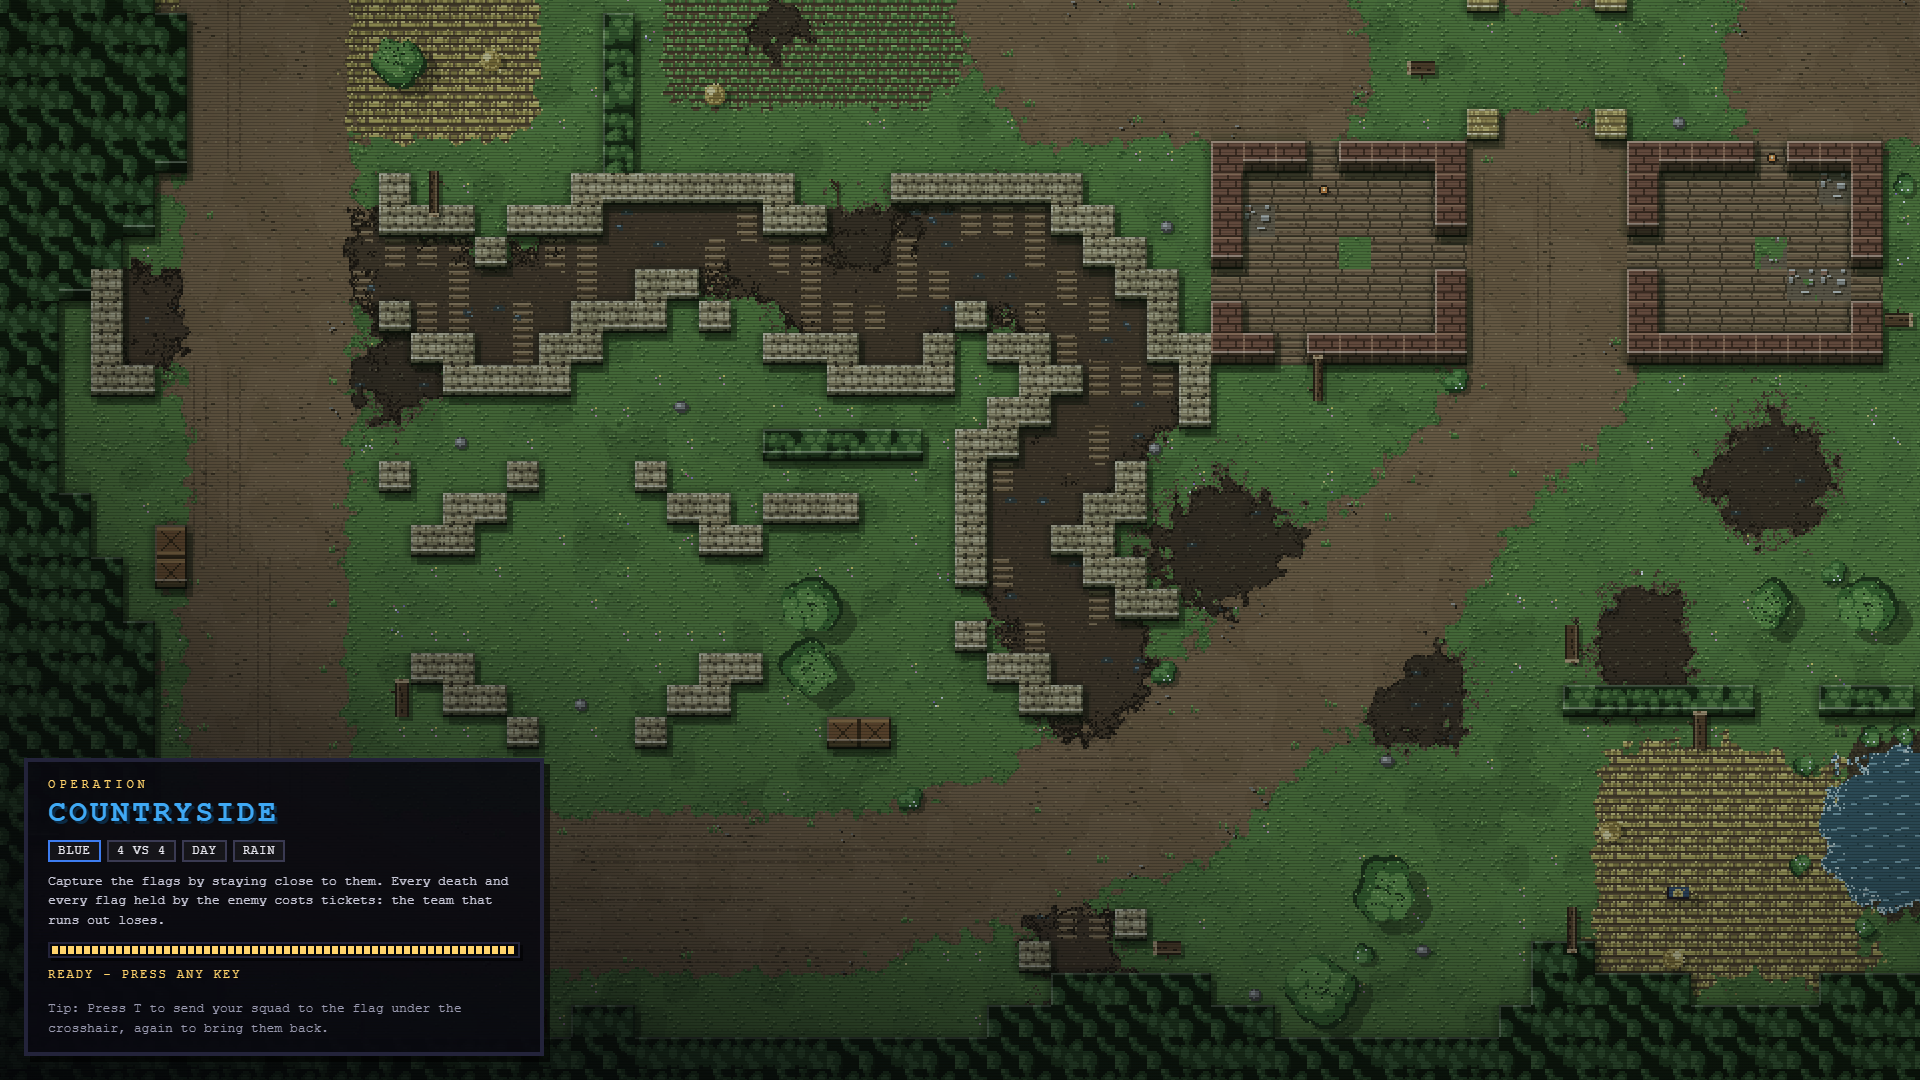 OPERATION
COUNTRYSIDE
BLUE 4 VS 4 DAY RAIN
Capture the flags by staying close to them. Every death and
every flag held by the enemy costs tickets: the team that
runs out loses.
READY - PRESS ANY KEY
Tip: Press T to send your squad to the flag under the
crosshair, again to bring them back.